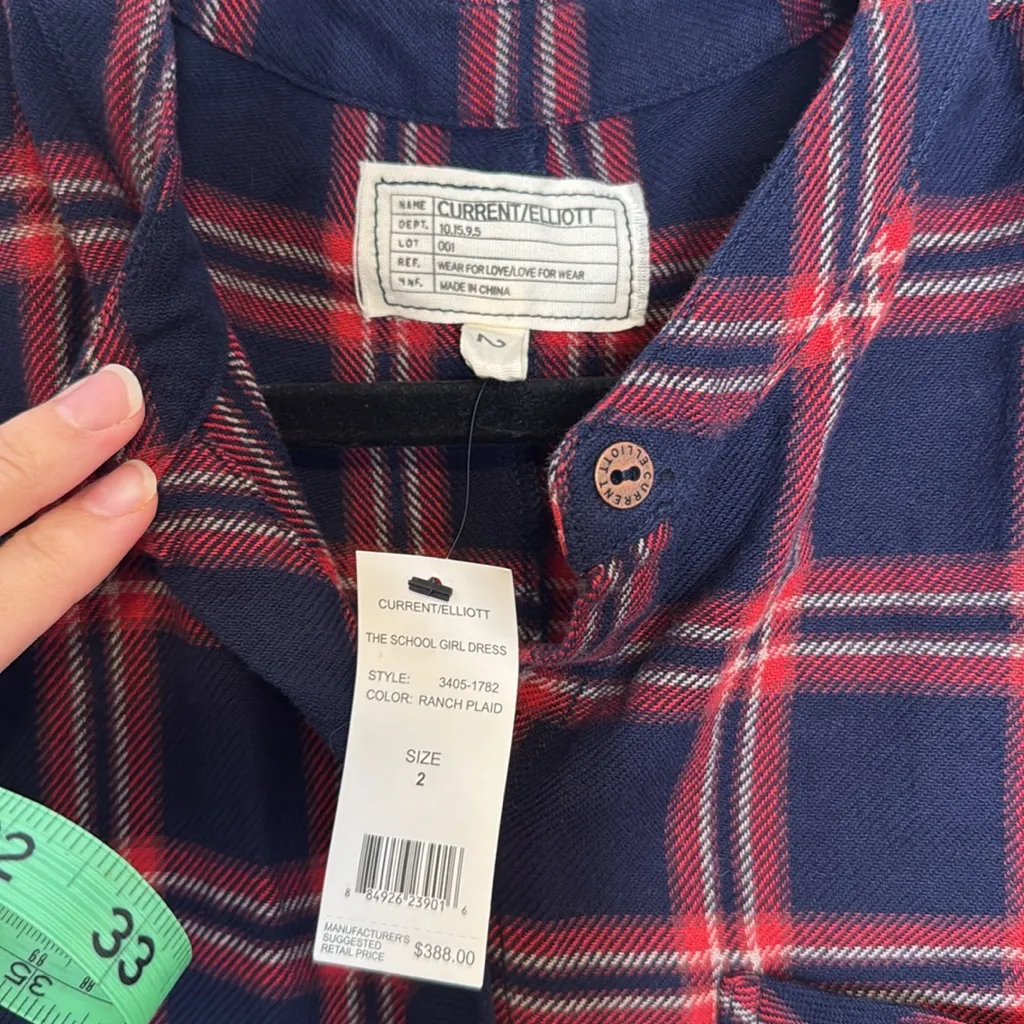 NAME CURRENT/ELLIOTT
DEPT. 10.15.9.5
LOT 001
REF. WEAR FOR LOVE/LOVE FOR WEAR
MNF. MADE IN CHINA
2
CURRENT ELLIOTT
CURRENT/ELLIOTT
THE SCHOOL GIRL DRESS
STYLE: 3405-1782
COLOR: RANCH PLAID
SIZE
2
8 84926 23901 6
MANUFACTURER'S
SUGGESTED
RETAIL PRICE
$388.00
33
35